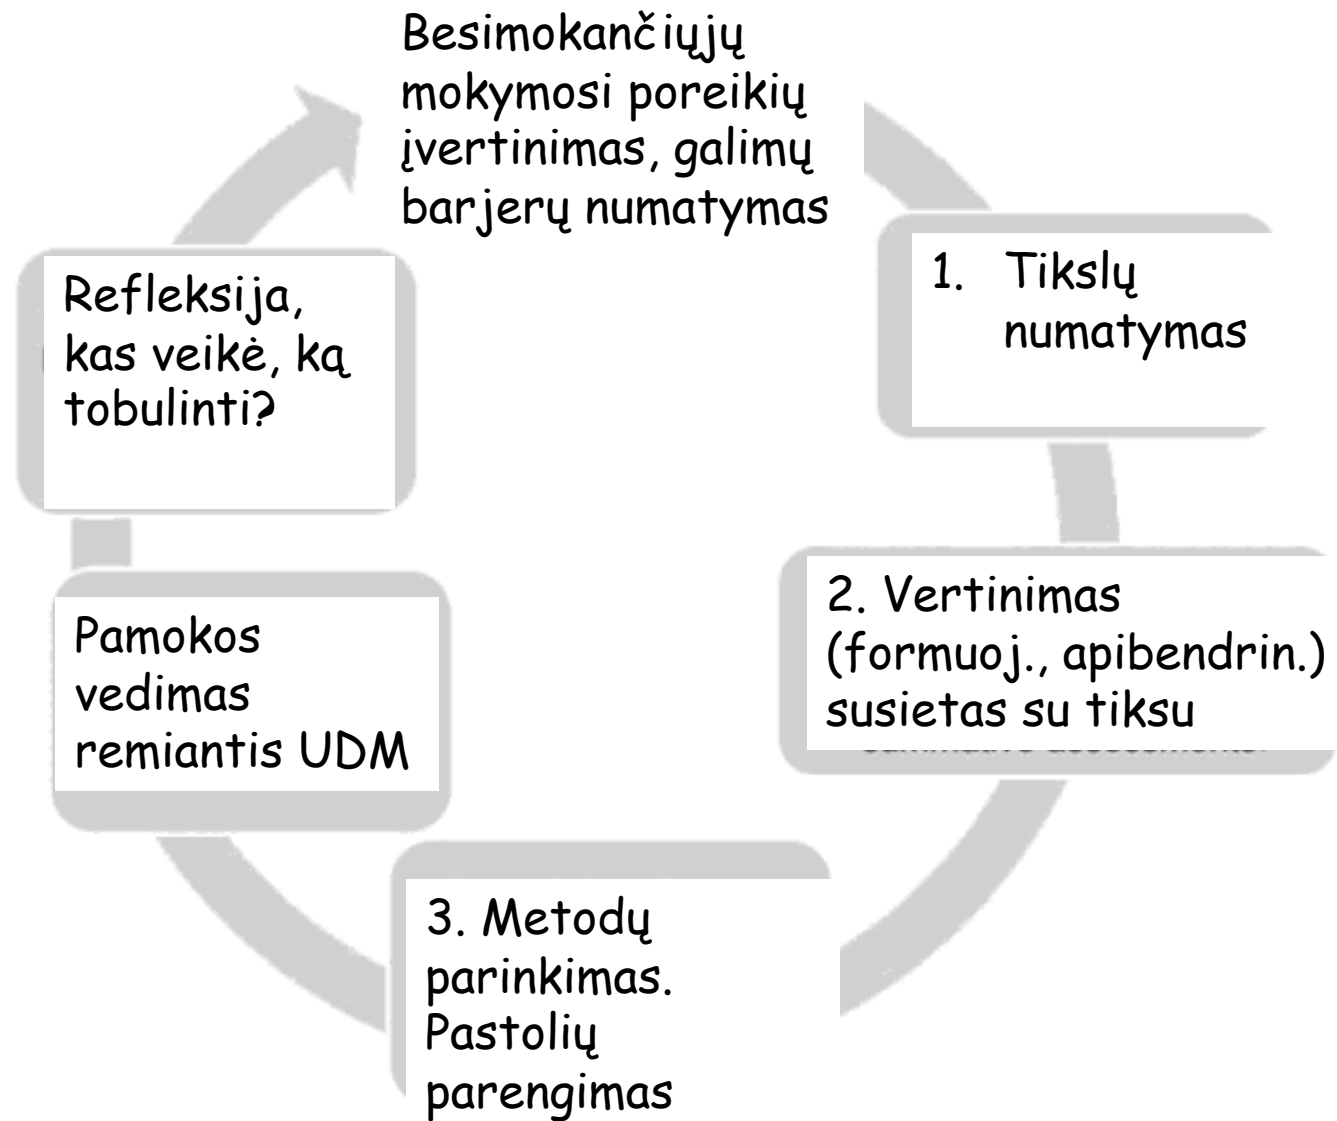 Besimokančiųjų
mokymosi poreikių
įvertinimas, galimų
barjerų numatymas
1. Tikslų
numatymas
2. Vertinimas
(formuoj., apibendrin.)
susietas su tiksu
3. Metodų
parinkimas.
Pastolių
parengimas
Pamokos
vedimas
remiantis UDM
Refleksija,
kas veikė, ką
tobulinti?